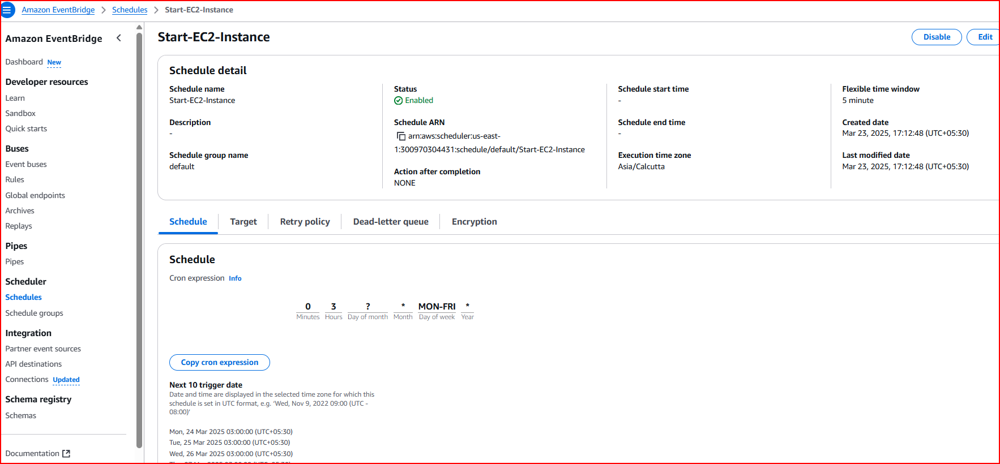 Amazon EventBridge > Schedules > Start-EC2-Instance
Amazon EventBridge
Dashboard New
Developer resources
Learn
Sandbox
Quick starts
Buses
Event buses
Rules
Global endpoints
Archives
Replays
Pipes
Pipes
Scheduler
Schedules
Schedule groups
Integration
Partner event sources
API destinations
Connections Updated
Schema registry
Schemas
Documentation
Start-EC2-Instance
Disable
Edit
Schedule detail
Schedule name
Start-EC2-Instance
Description
-
Schedule group name
default
Status
Enabled
Schedule ARN
arn:aws:scheduler:us-east-
1:300970304431:schedule/default/Start-EC2-Instance
Action after completion
NONE
Schedule start time
-
Schedule end time
-
Execution time zone
Asia/Calcutta
Flexible time window
5 minute
Created date
Mar 23, 2025, 17:12:48 (UTC+05:30)
Last modified date
Mar 23, 2025, 17:12:48 (UTC+05:30)
Schedule
Target
Retry policy
Dead-letter queue
Encryption
Schedule
Cron expression Info
0 3 ? * MON-FRI *
Minutes Hours Day of month Month Day of week Year
Copy cron expression
Next 10 trigger date
Date and time are displayed in the selected time zone for which this
schedule is set in UTC format, e.g. 'Wed, Nov 9, 2022 09:00 (UTC -
08:00)'
Mon, 24 Mar 2025 03:00:00 (UTC+05:30)
Tue, 25 Mar 2025 03:00:00 (UTC+05:30)
Wed, 26 Mar 2025 03:00:00 (UTC+05:30)